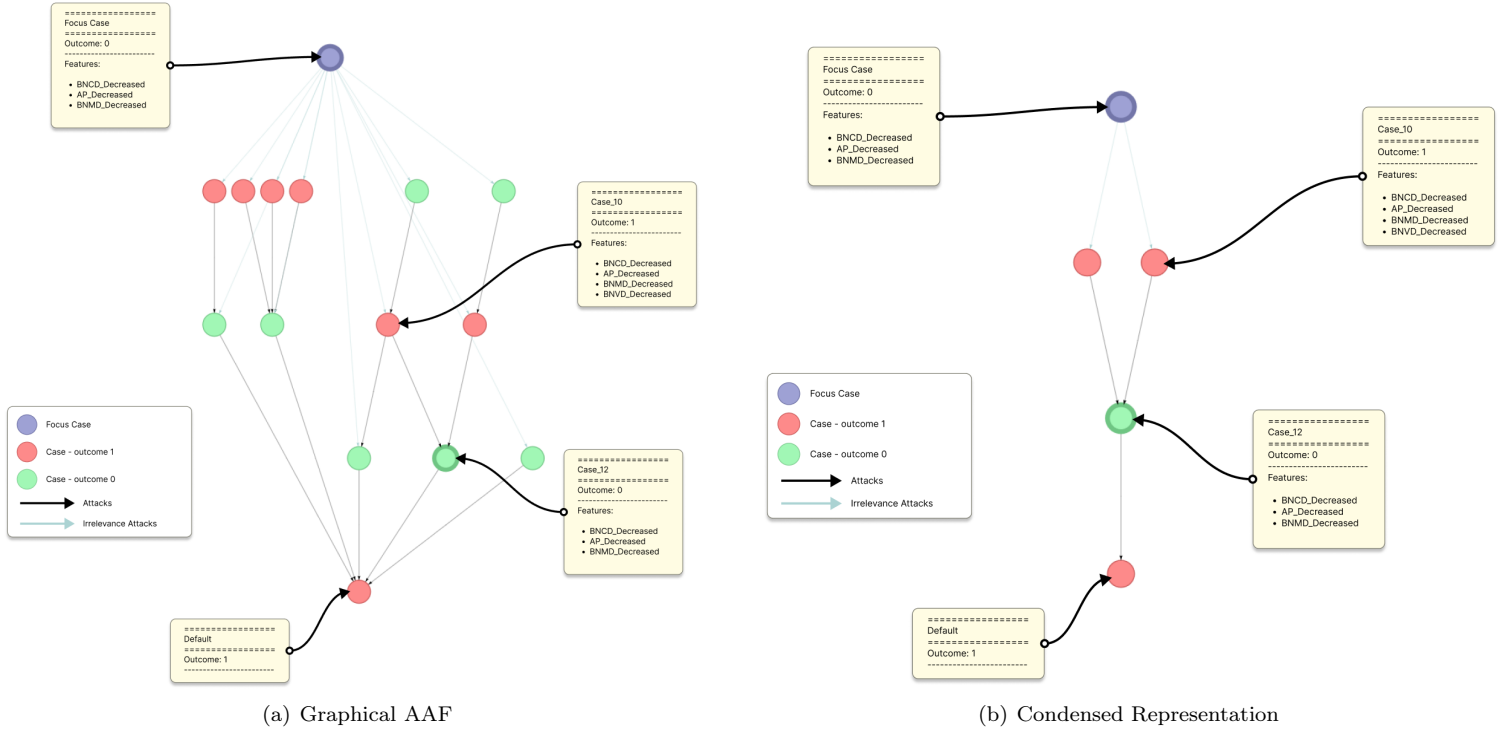 =================
Focus Case
=================
Outcome: 0
-------------------------
Features:
• BNCD_Decreased
• AP_Decreased
• BNMD_Decreased
=================
Case_10
=================
Outcome: 1
-------------------------
Features:
• BNCD_Decreased
• AP_Decreased
• BNMD_Decreased
• BNVD_Decreased
Focus Case
Case - outcome 1
Case - outcome 0
Attacks
Irrelevance Attacks
=================
Case_12
=================
Outcome: 0
-------------------------
Features:
• BNCD_Decreased
• AP_Decreased
• BNMD_Decreased
=================
Default
=================
Outcome: 1
-------------------------
(a) Graphical AAF
=================
Focus Case
=================
Outcome: 0
-------------------------
Features:
• BNCD_Decreased
• AP_Decreased
• BNMD_Decreased
=================
Case_10
=================
Outcome: 1
-------------------------
Features:
• BNCD_Decreased
• AP_Decreased
• BNMD_Decreased
• BNVD_Decreased
Focus Case
Case - outcome 1
Case - outcome 0
Attacks
Irrelevance Attacks
=================
Case_12
=================
Outcome: 0
-------------------------
Features:
• BNCD_Decreased
• AP_Decreased
• BNMD_Decreased
=================
Default
=================
Outcome: 1
-------------------------
(b) Condensed Representation